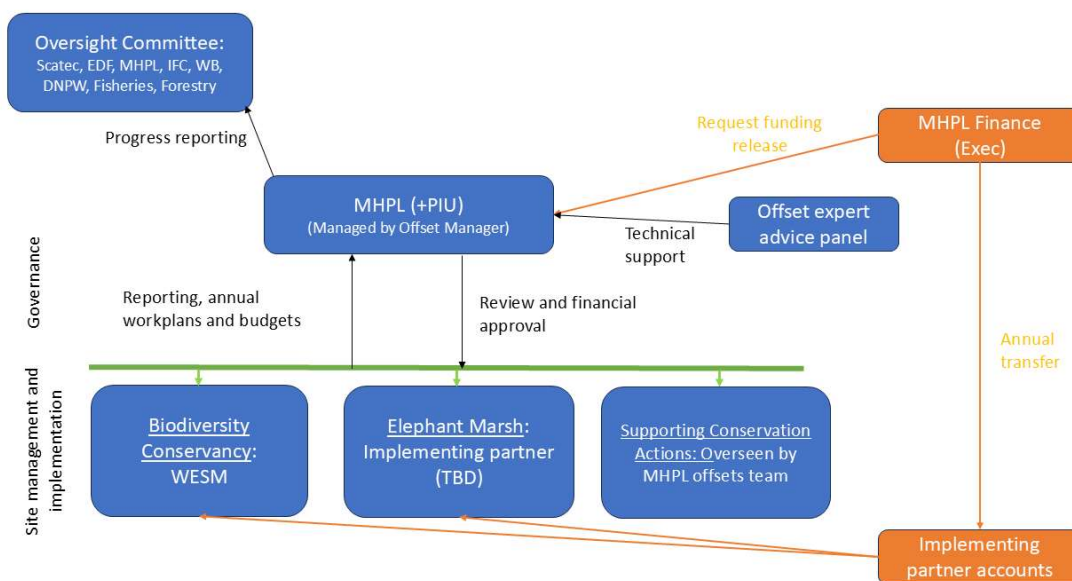 Oversight Committee:
Scatec, EDF, MHPL, IFC, WB,
DNPW, Fisheries, Forestry
Progress reporting
Request funding
release
MHPL Finance
(Exec)
MHPL (+PIU)
(Managed by Offset Manager)
Offset expert
advice panel
Technical
support
Governance
Reporting, annual
workplans and budgets
Review and financial
approval
Annual
transfer
Site management and
implementation
Biodiversity
Conservancy:
WESM
Elephant Marsh:
Implementing partner
(TBD)
Supporting Conservation
Actions: Overseen by
MHPL offsets team
Implementing
partner accounts